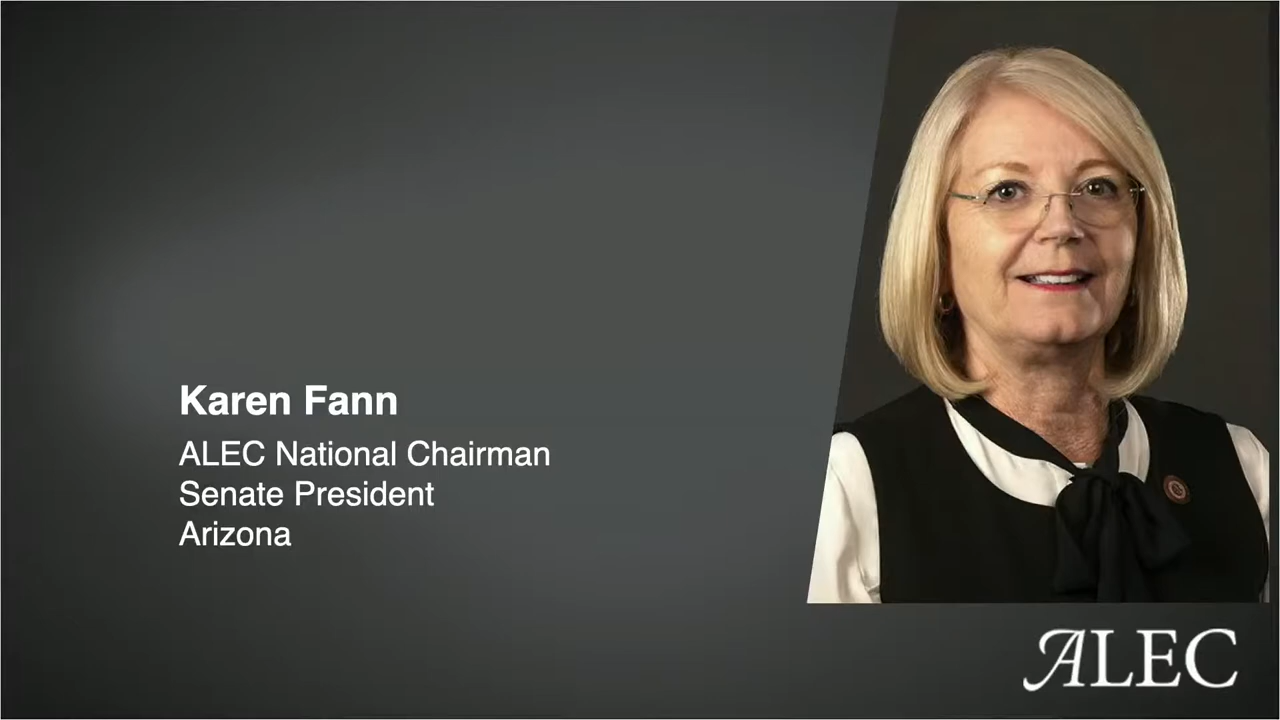 Karen Fann
ALEC National Chairman
Senate President
Arizona
ALEC